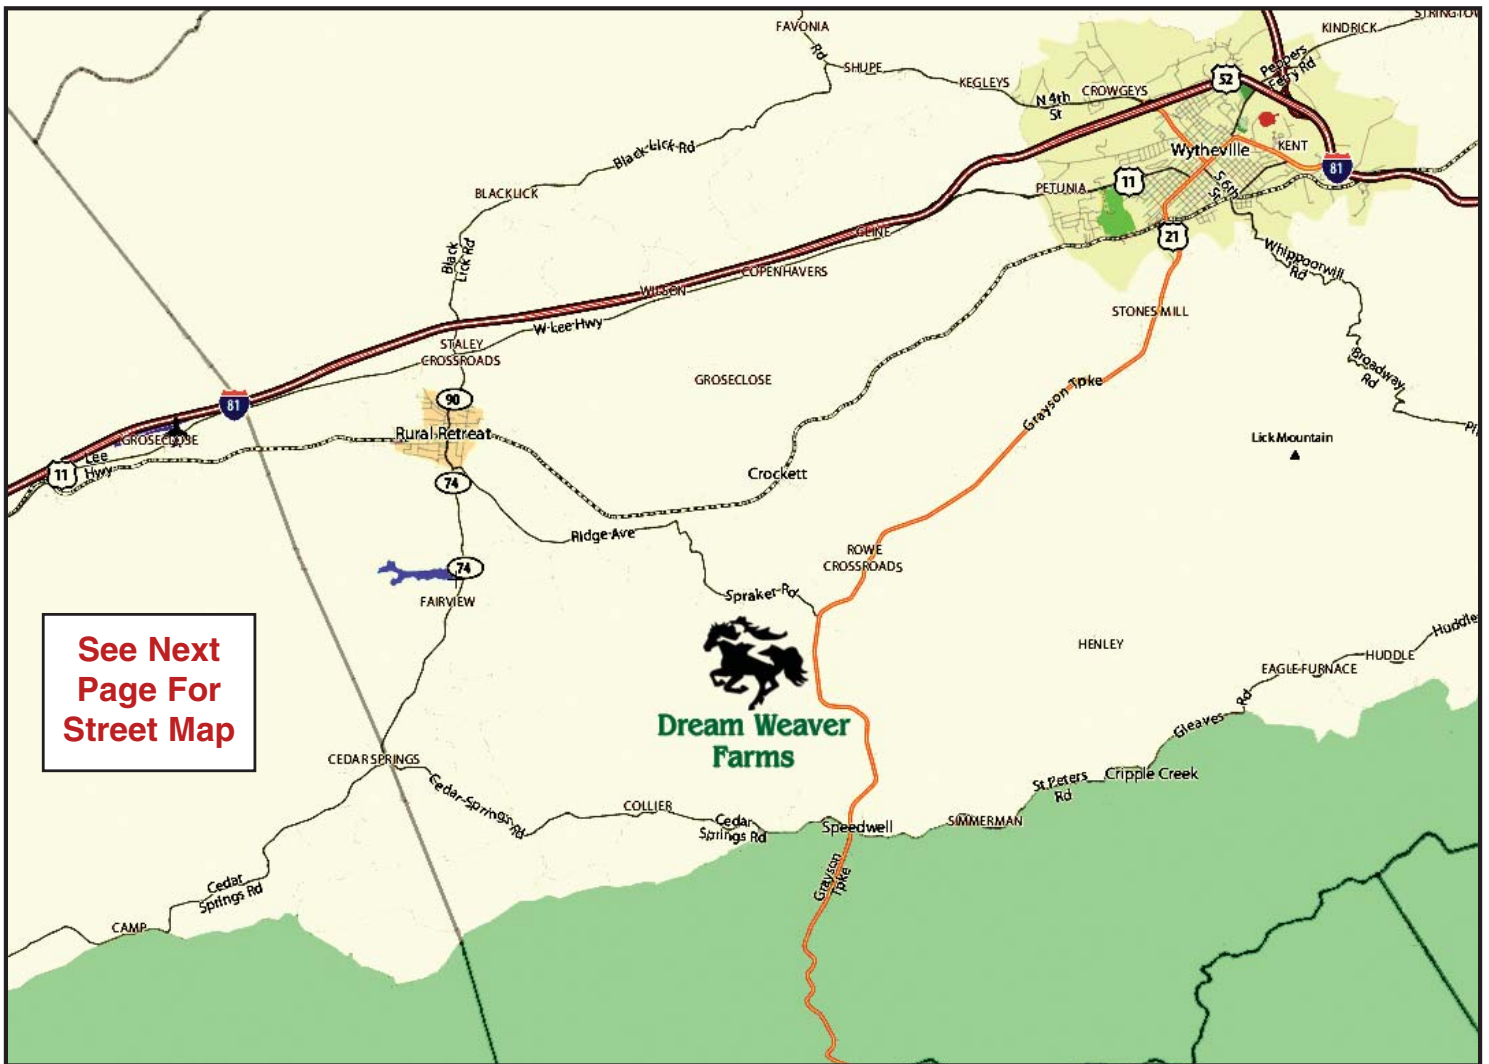 FAVONIA
Rd
SHUPE
KEGLEYS
N 4th
St
CROWGEYS
52
Peppers
Ferry Rd
KINDRICK
Wytheville
KENT
81
PETUNIA
11
S 6th
St
21
Whippoorwill
Rd
Black Lick Rd
BLACKLICK
Black
Lick Rd
CLINE
COPENHAVERS
WILSON
W Lee Hwy
STALEY
CROSSROADS
STONES MILL
Broadway
Rd
GROSECLOSE
Grayson Tpke
81
90
Rural Retreat
GROSECLOSE
Lee
Hwy
11
74
Crockett
Lick Mountain
Ridge Ave
ROWE
CROSSROADS
74
FAIRVIEW
Spraker Rd
HENLEY
Huddle
HUDDLE
EAGLE FURNACE
See Next
Page For
Street Map
Dream Weaver
Farms
Gleaves Rd
CEDAR SPRINGS
Cedar Springs Rd
COLLIER
Cedar
Springs Rd
Speedwell
SIMMERMAN
St Peters
Rd
Cripple Creek
Grayson
Tpke
Cedar
Springs Rd
CAMP